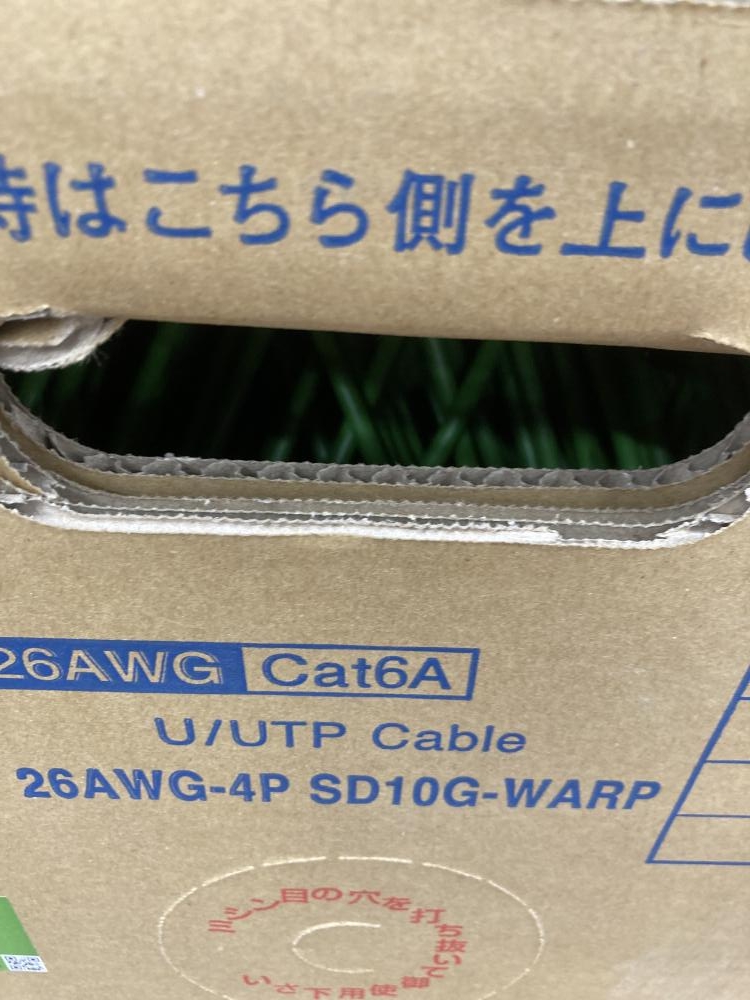 時はこちら側を上に
26AWG Cat6A
U/UTP Cable
26AWG-4P SD10G-WARP
ミシン目の穴を打ち抜いて
御使用下さい